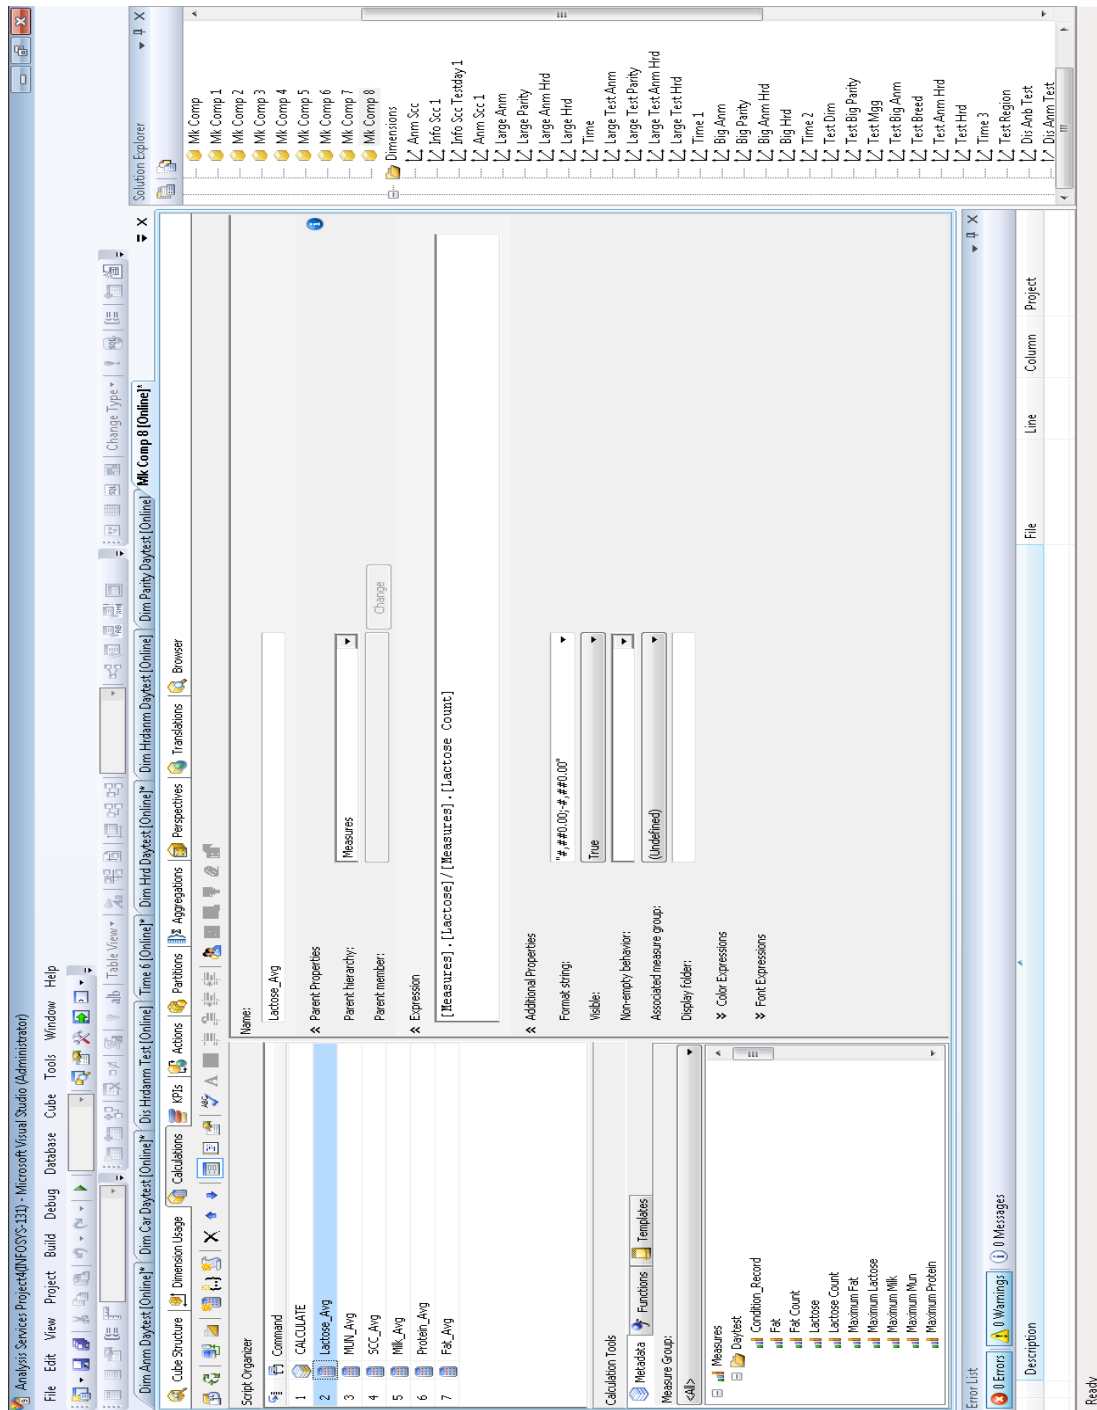 Analysis Services Project4(INFOSYS-131) - Microsoft Visual Studio (Administrator)
File Edit View Project Build Debug Database Cube Tools Window Help
Table View Change Type
Dim Anm Daytest [Online]* Dim Car Daytest [Online]* Dis Hrdanm Test [Online] Time 6 [Online]* Dim Hrd Daytest [Online]* Dim Hrdanm Daytest [Online] Dim Parity Daytest [Online] Mk Comp 8 [Online]*
Cube Structure Dimension Usage Calculations KPIs Actions Partitions Aggregations Perspectives Translations Browser
Script Organizer
Command
1 CALCULATE
2 Lactose_Avg
3 MUN_Avg
4 SCC_Avg
5 Milk_Avg
6 Protein_Avg
7 Fat_Avg
Calculation Tools
Metadata Functions Templates
Measure Group:
<All>
Measures
Daytest
Condition_Record
Fat
Fat Count
Lactose
Lactose Count
Maximum Fat
Maximum Lactose
Maximum Milk
Maximum Mun
Maximum Protein
Name:
Lactose_Avg
Parent Properties
Parent hierarchy: Measures
Parent member: Change
Expression
[Measures].[Lactose]/[Measures].[Lactose Count]
Additional Properties
Format string: "#,##0.00;-#,##0.00"
Visible: True
Non-empty behavior:
Associated measure group: (Undefined)
Display folder:
Color Expressions
Font Expressions
Solution Explorer
Mk Comp
Mk Comp 1
Mk Comp 2
Mk Comp 3
Mk Comp 4
Mk Comp 5
Mk Comp 6
Mk Comp 7
Mk Comp 8
Dimensions
Anm Scc
Info Scc 1
Info Scc Testday 1
Anm Scc 1
Large Anm
Large Parity
Large Anm Hrd
Large Hrd
Time
Large Test Anm
Large Test Parity
Large Test Anm Hrd
Large Test Hrd
Time 1
Big Anm
Big Parity
Big Anm Hrd
Big Hrd
Time 2
Test Dim
Test Big Parity
Test Mgg
Test Big Anm
Test Breed
Test Anm Hrd
Test Hrd
Time 3
Test Region
Dis Anb Test
Dis Anm Test
Error List
0 Errors 0 Warnings 0 Messages
Description File Line Column Project
Ready